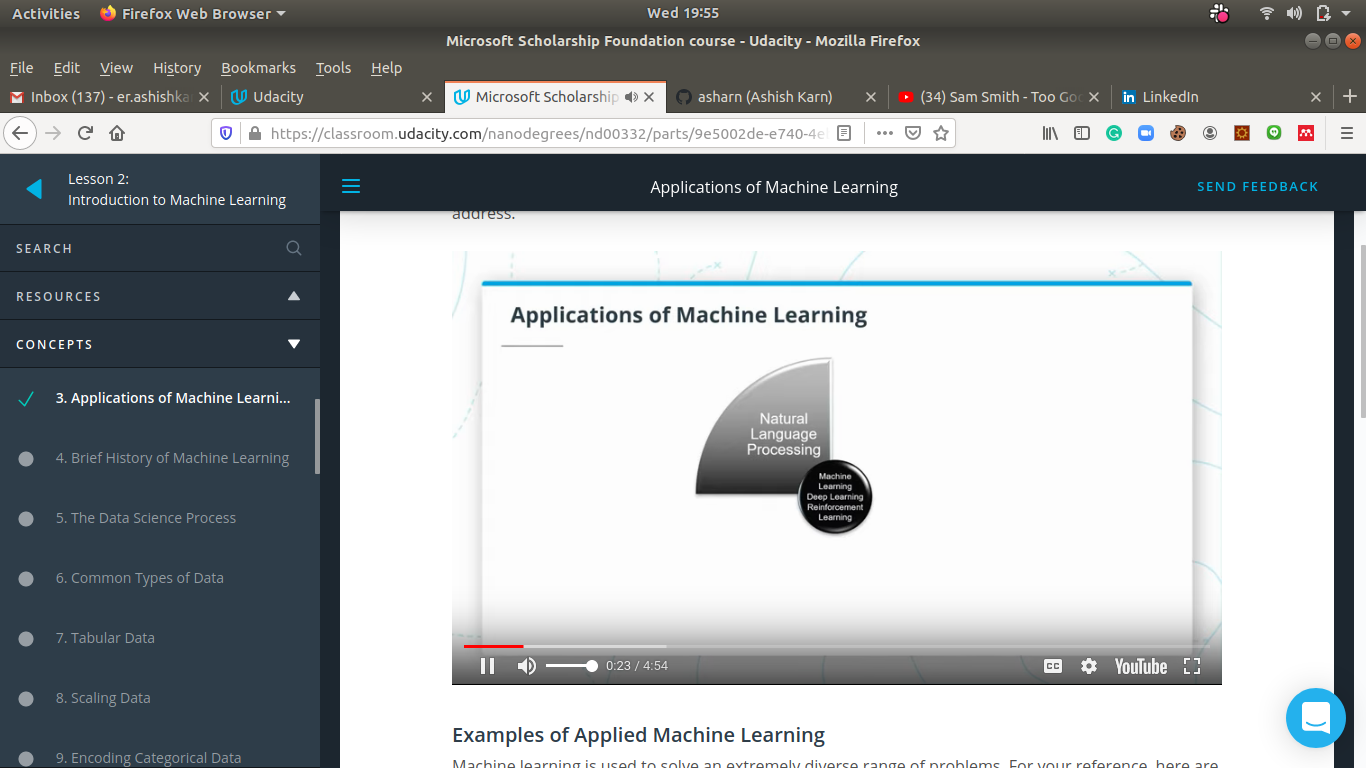 Activities
Firefox Web Browser
Wed 19:55
Microsoft Scholarship Foundation course - Udacity - Mozilla Firefox
File Edit View History Bookmarks Tools Help
Inbox (137) - er.ashishka
Udacity
Microsoft Scholarship
asharn (Ashish Karn)
(34) Sam Smith - Too Goo
LinkedIn
https://classroom.udacity.com/nanodegrees/nd00332/parts/9e5002de-e740-4e
Lesson 2:
Introduction to Machine Learning
Applications of Machine Learning
SEND FEEDBACK
SEARCH
RESOURCES
CONCEPTS
3. Applications of Machine Learni...
4. Brief History of Machine Learning
5. The Data Science Process
6. Common Types of Data
7. Tabular Data
8. Scaling Data
9. Encoding Categorical Data
address.
Applications of Machine Learning
Natural
Language
Processing
Machine
Learning
Deep Learning
Reinforcement
Learning
0:23 / 4:54
CC
YouTube
Examples of Applied Machine Learning
Machine learning is used to solve an extremely diverse range of problems. For your reference, here are